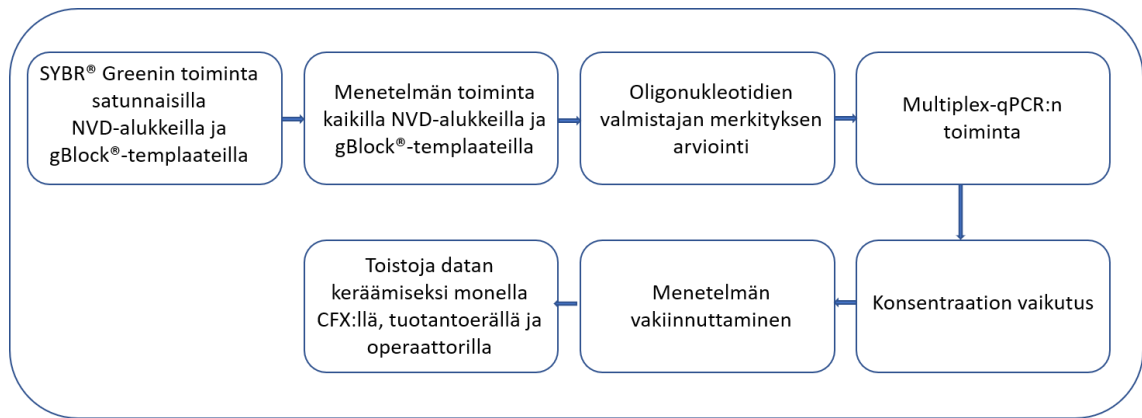 SYBR® Greenin toiminta
satunnaisilla
NVD-alukkeilla ja
gBlock®-templaateilla
Menetelmän toiminta
kaikilla NVD-alukkeilla ja
gBlock®-templaateilla
Oligonukleotidien
valmistajan merkityksen
arviointi
Multiplex-qPCR:n
toiminta
Konsentraation vaikutus
Menetelmän
vakiinnuttaminen
Toistoja datan
keräämiseksi monella
CFX:llä, tuotantoerällä ja
operaattorilla